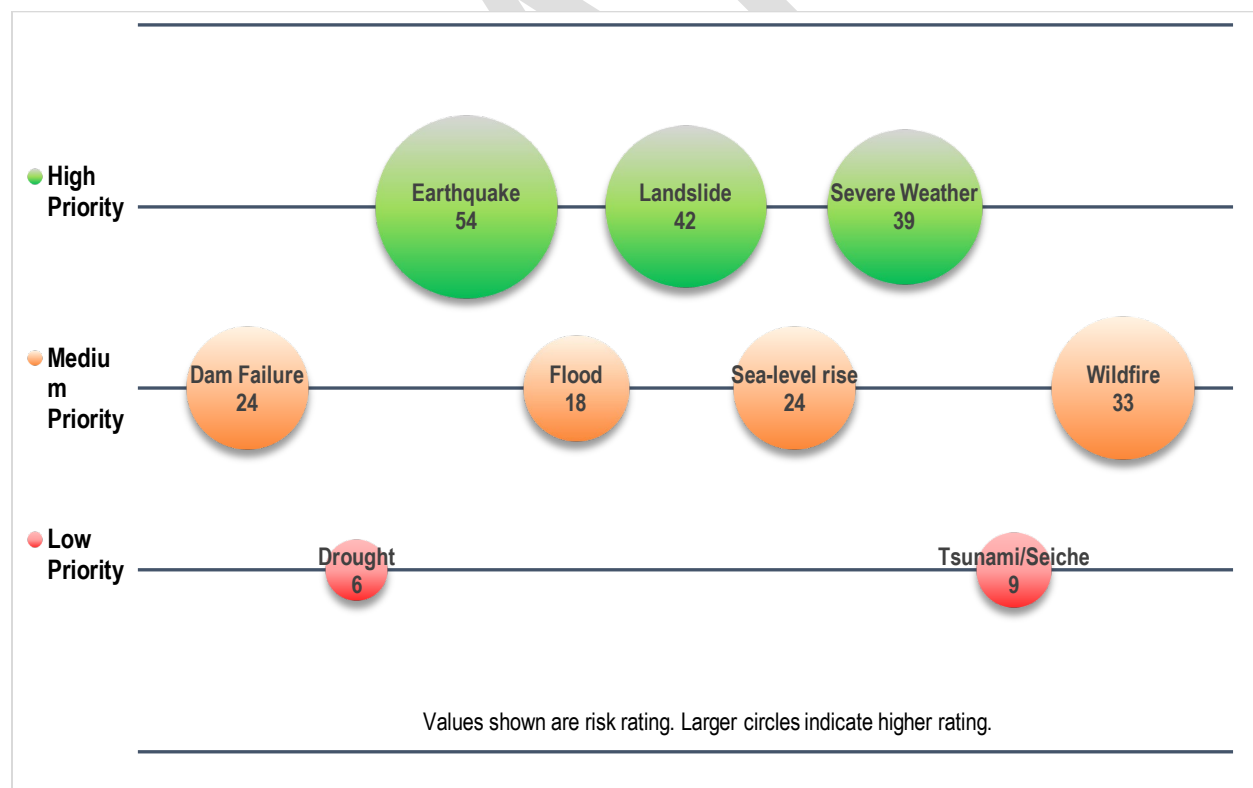 High
Priority
Earthquake
54
Landslide
42
Severe Weather
39
Mediu
m
Priority
Dam Failure
24
Flood
18
Sea-level rise
24
Wildfire
33
Low
Priority
Drought
6
Tsunami/Seiche
9
Values shown are risk rating. Larger circles indicate higher rating.